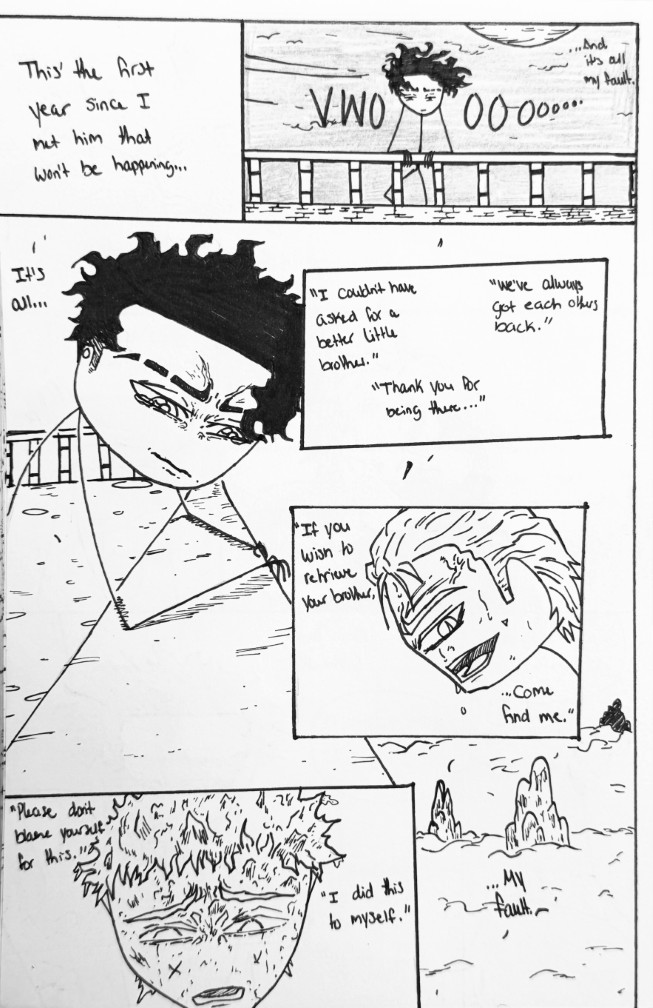 This' the first
year since I
met him that
won't be happening...
...And
it's all
my fault.
VWO OOOoooo...
It's
all...
"I couldn't have
asked for a
better little
brother."
"We've always
got each others
back."
"Thank you for
being there..."
"If you
wish to
retrieve
your brother,
...Come
find me."
"Please don't
blame yourself
for this."
"I did this
to myself."
...My
fault...